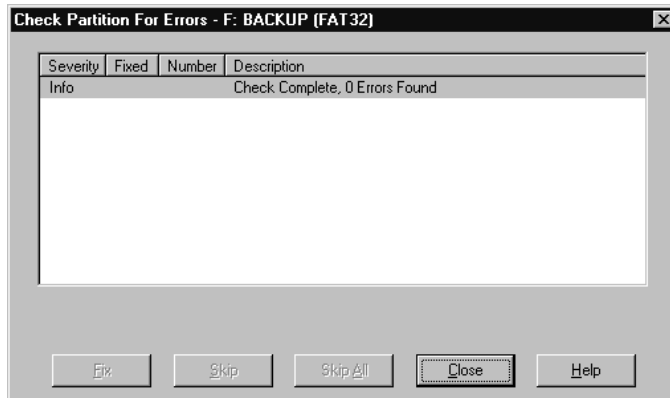 Check Partition For Errors - F: BACKUP (FAT32)
Severity Fixed Number Description
Info Check Complete, 0 Errors Found
Fix Skip Skip All Close Help